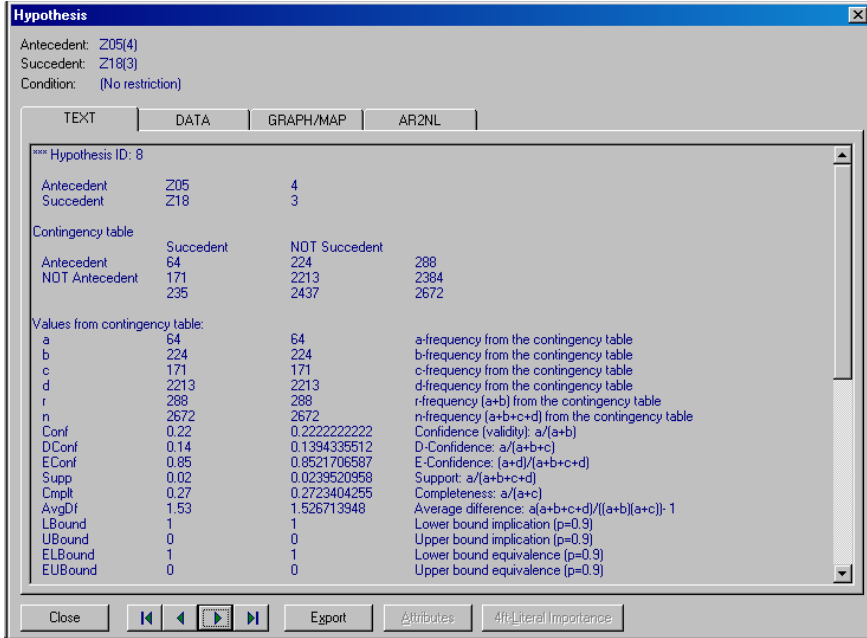 Hypothesis
Antecedent: Z05(4)
Succedent: Z18(3)
Condition: (No restriction)
TEXT DATA GRAPH/MAP AR2NL
*** Hypothesis ID: 8
Antecedent Z05 4
Succedent Z18 3
Contingency table
Succedent NOT Succedent
Antecedent 64 224 288
NOT Antecedent 171 2213 2384
235 2437 2672
Values from contingency table:
a 64 64 a-frequency from the contingency table
b 224 224 b-frequency from the contingency table
c 171 171 c-frequency from the contingency table
d 2213 2213 d-frequency from the contingency table
r 288 288 r-frequency (a+b) from the contingency table
n 2672 2672 n-frequency (a+b+c+d) from the contingency table
Conf 0.22 0.2222222222 Confidence (validity): a/(a+b)
DConf 0.14 0.1394335512 D-Confidence: a/(a+b+c)
EConf 0.85 0.8521706587 E-Confidence: (a+d)/(a+b+c+d)
Supp 0.02 0.0239520958 Support: a/(a+b+c+d)
Cmplt 0.27 0.2723404255 Completeness: a/(a+c)
AvgDf 1.53 1.526713948 Average difference: a(a+b+c+d)/((a+b)(a+c))- 1
LBound 1 1 Lower bound implication (p=0.9)
UBound 0 0 Upper bound implication (p=0.9)
ELBound 1 1 Lower bound equivalence (p=0.9)
EUBound 0 0 Upper bound equivalence (p=0.9)
Close Export Attributes 4ft-Literal Importance